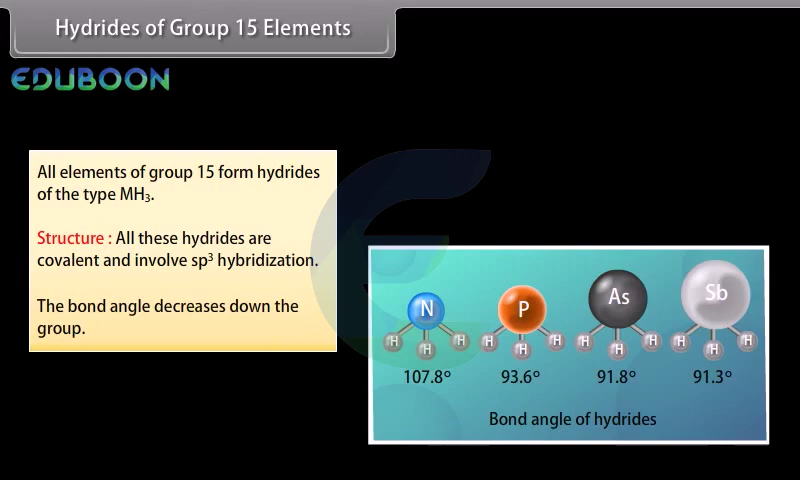 Hydrides of Group 15 Elements
EDUBOON
All elements of group 15 form hydrides
of the type MH₃.
Structure : All these hydrides are
covalent and involve sp³ hybridization.
The bond angle decreases down the
group.
N P As Sb
H H H H H H H H H H H H
107.8° 93.6° 91.8° 91.3°
Bond angle of hydrides